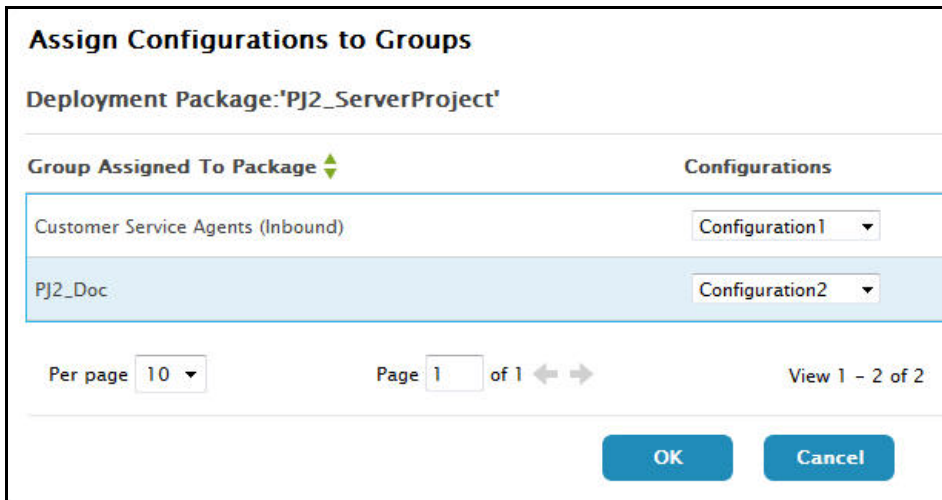 Assign Configurations to Groups
Deployment Package:'PJ2_ServerProject'
Group Assigned To Package Configurations
Customer Service Agents (Inbound) Configuration1
PJ2_Doc Configuration2
Per page 10 Page 1 of 1 View 1 – 2 of 2
OK Cancel